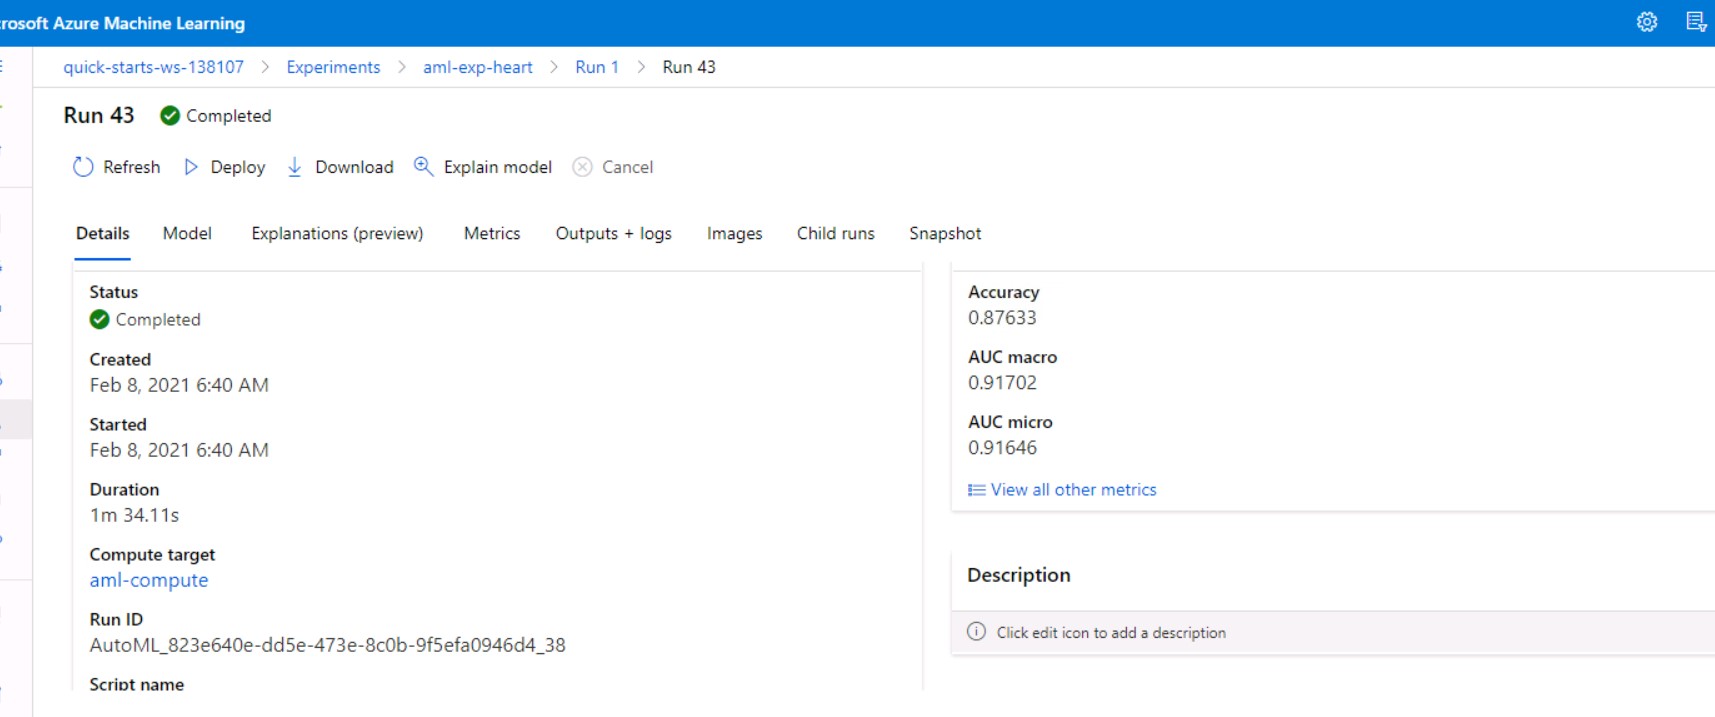 rosoft Azure Machine Learning
quick-starts-ws-138107 > Experiments > aml-exp-heart > Run 1 > Run 43
Run 43 Completed
Refresh Deploy Download Explain model Cancel
Details Model Explanations (preview) Metrics Outputs + logs Images Child runs Snapshot
Status
Completed
Created
Feb 8, 2021 6:40 AM
Started
Feb 8, 2021 6:40 AM
Duration
1m 34.11s
Compute target
aml-compute
Run ID
AutoML_823e640e-dd5e-473e-8c0b-9f5efa0946d4_38
Script name
Accuracy
0.87633
AUC macro
0.91702
AUC micro
0.91646
View all other metrics
Description
Click edit icon to add a description